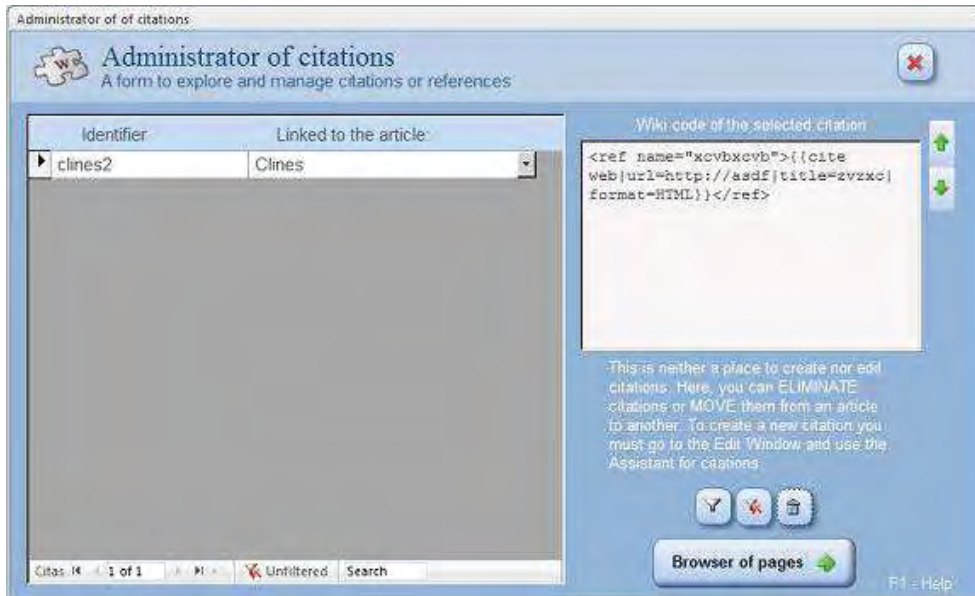 Administrator of of citations
Administrator of citations
A form to explore and manage citations or references
Identifier
Linked to the article:
clines2
Clines
Wiki code of the selected citation
<ref name="xcvbxcvb">{{cite
web|url=http://asdf|title=zvzxc|
format=HTML}}</ref>
This is neither a place to create nor edit
citations. Here, you can ELIMINATE
citations or MOVE them from an article
to another. To create a new citation you
must go to the Edit Window and use the
Assistant for citations
Browser of pages
Citas 1 of 1 Unfiltered Search
F1 - Help